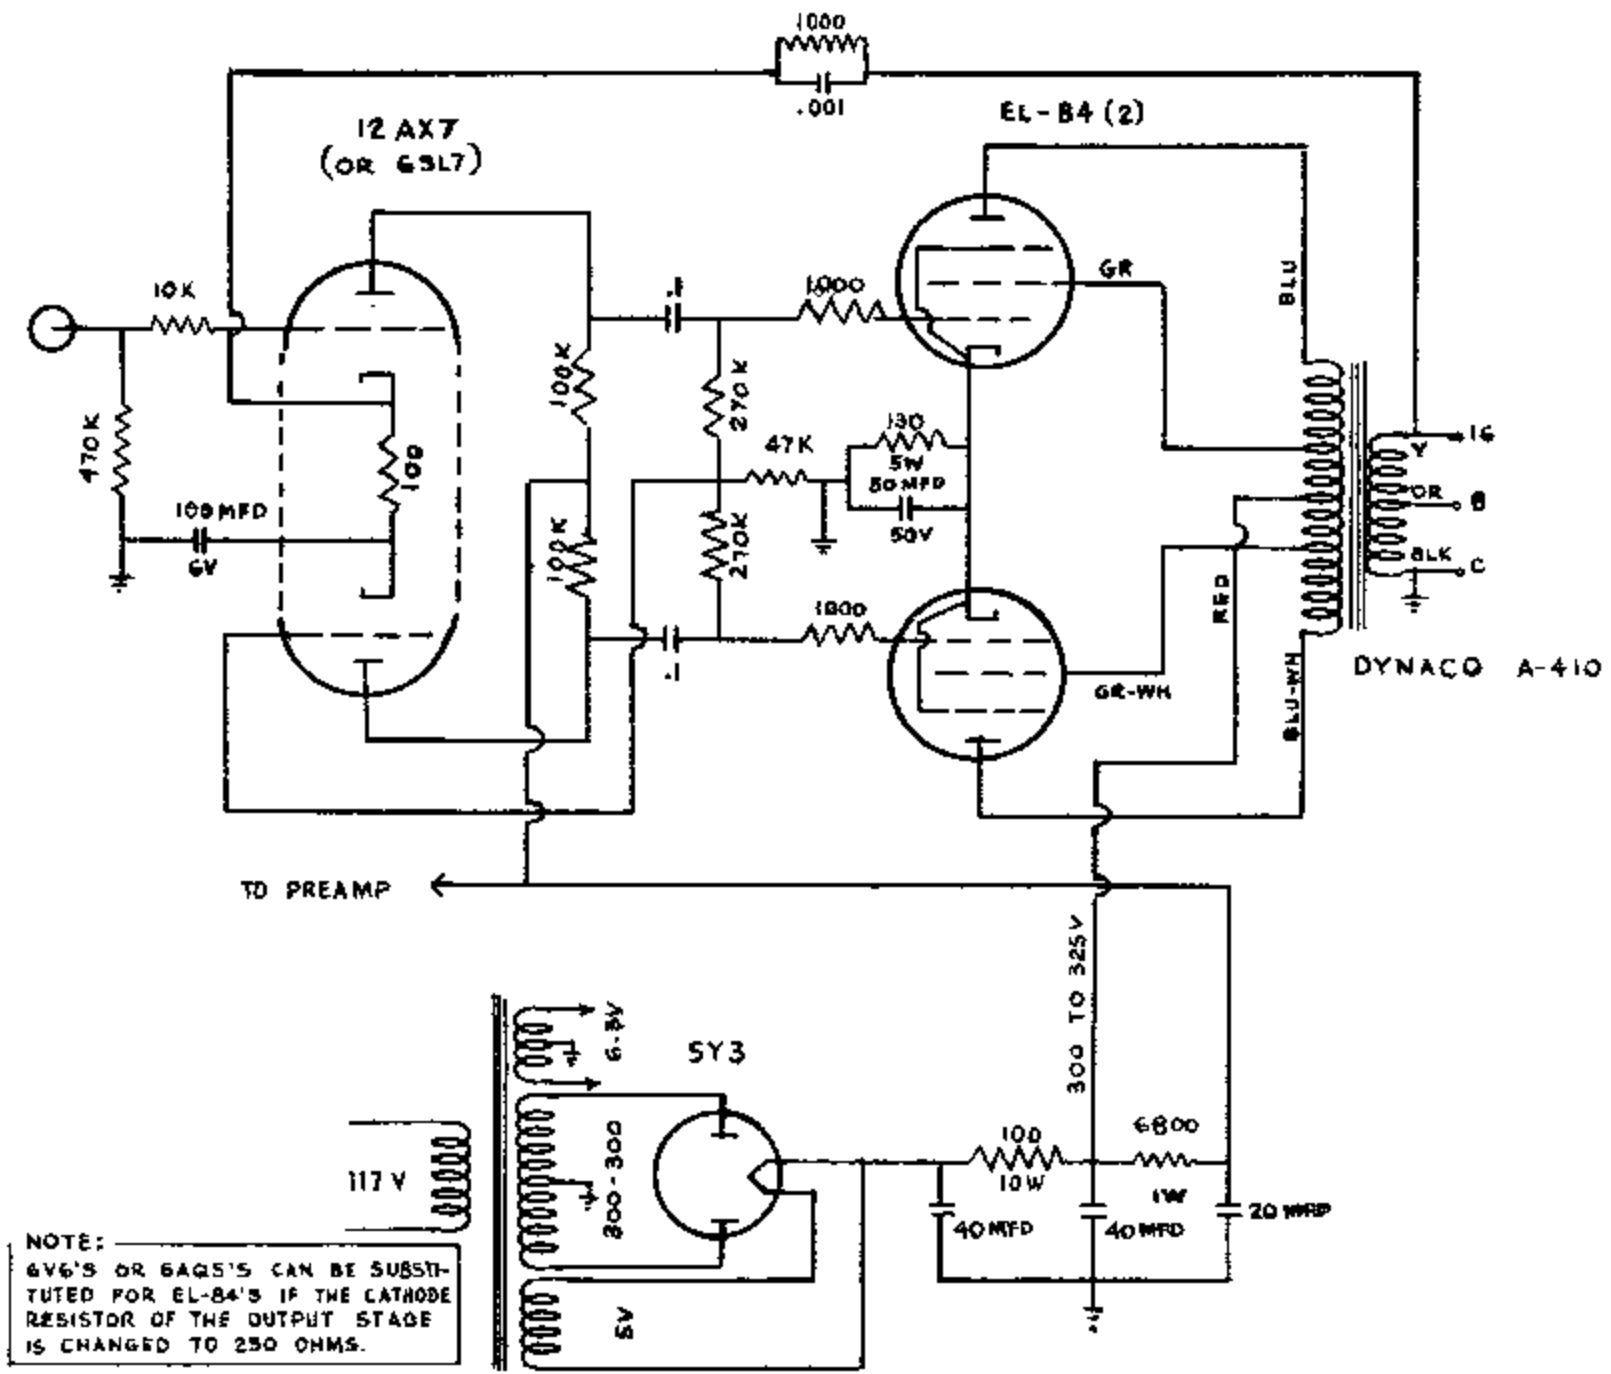 1000
.001
EL-84 (2)
12 AX7
(OR 6SL7)
10K
.1
1000
GR
BLU
100K
270K
470K
100
47K
130
5W
50 MFD
50V
16
Y
OR
8
BLK
C
100 MFD
6V
100K
270K
RED
1000
.1
GR-WH
BLU-WH
DYNACO A-410
TO PREAMP
300 TO 325V
6.3V
5Y3
300-300
117 V
5V
100
10W
6800
1W
40 MFD
40 MFD
20 MFD
NOTE:
6V6'S OR 6AQ5'S CAN BE SUBSTI-
TUTED FOR EL-84'S IF THE CATHODE
RESISTOR OF THE OUTPUT STAGE
IS CHANGED TO 250 OHMS.